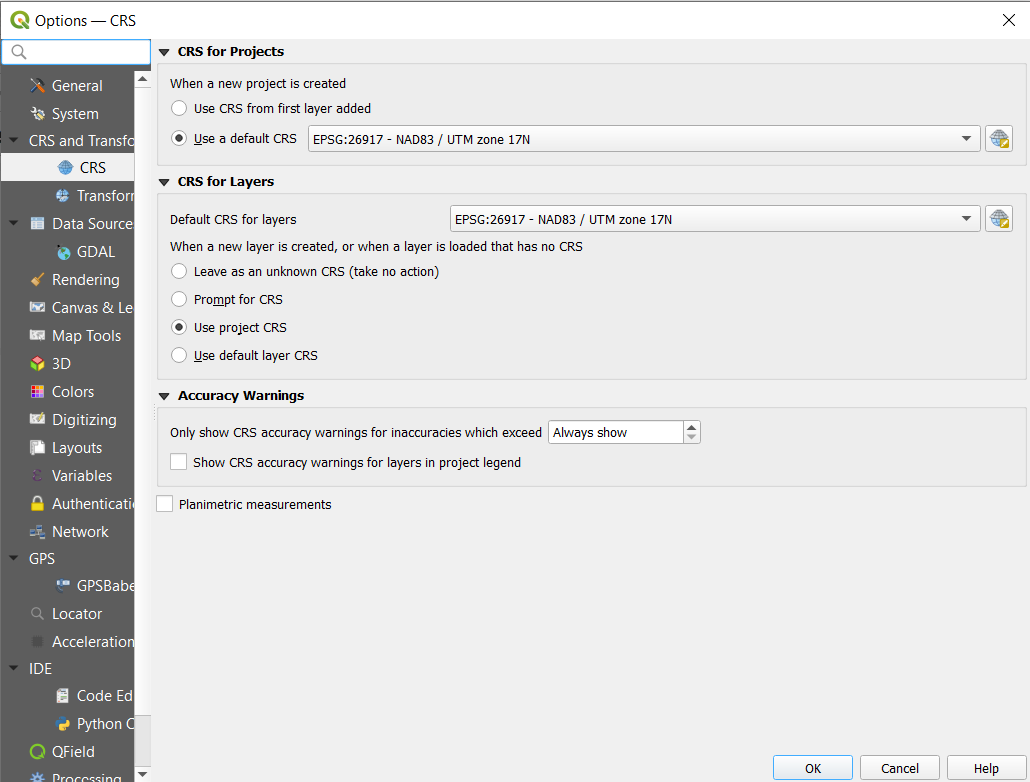 Options — CRS
General
System
CRS and Transfo
CRS
Transfor
Data Source
GDAL
Rendering
Canvas & Le
Map Tools
3D
Colors
Digitizing
Layouts
Variables
Authenticati
Network
GPS
GPSBabe
Locator
Acceleration
IDE
Code Ed
Python C
QField
Processing
CRS for Projects
When a new project is created
Use CRS from first layer added
Use a default CRS EPSG:26917 - NAD83 / UTM zone 17N
CRS for Layers
Default CRS for layers EPSG:26917 - NAD83 / UTM zone 17N
When a new layer is created, or when a layer is loaded that has no CRS
Leave as an unknown CRS (take no action)
Prompt for CRS
Use project CRS
Use default layer CRS
Accuracy Warnings
Only show CRS accuracy warnings for inaccuracies which exceed Always show
Show CRS accuracy warnings for layers in project legend
Planimetric measurements
OK Cancel Help